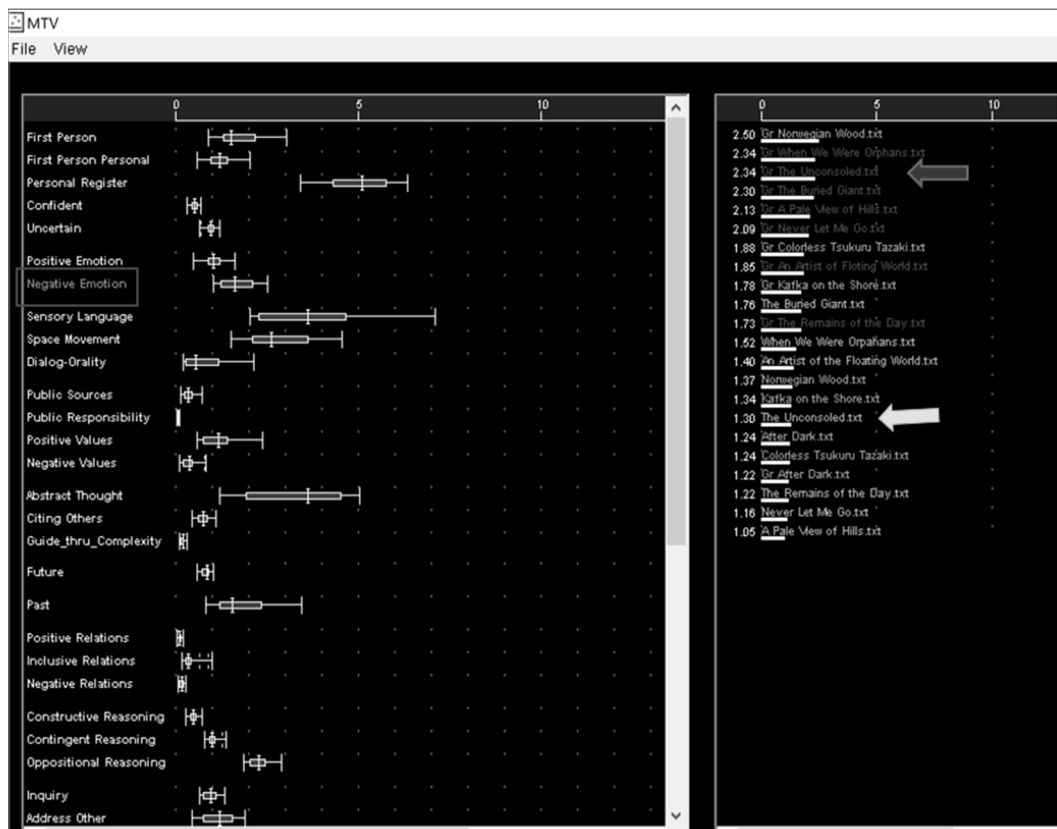 MTV
File View
0 5 10
First Person
First Person Personal
Personal Register
Confident
Uncertain
Positive Emotion
Negative Emotion
Sensory Language
Space Movement
Dialog-Orality
Public Sources
Public Responsibility
Positive Values
Negative Values
Abstract Thought
Citing Others
Guide_thru_Complexity
Future
Past
Positive Relations
Inclusive Relations
Negative Relations
Constructive Reasoning
Contingent Reasoning
Oppositional Reasoning
Inquiry
Address Other
0 5 10
2.50 Gr Norwegian Wood.txt
2.34 Gr When We Were Orphans.txt
2.34 Gr The Unconsoled.txt
2.30 Gr The Buried Giant.txt
2.13 Gr A Pale View of Hills.txt
2.09 Gr Never Let Me Go.txt
1.88 Gr Colorless Tsukuru Tazaki.txt
1.85 Gr An Artist of Floting World.txt
1.78 Gr Kafka on the Shore.txt
1.76 The Buried Giant.txt
1.73 Gr The Remains of the Day.txt
1.52 When We Were Orpahans.txt
1.40 An Artist of the Floating World.txt
1.37 Norwegian Wood.txt
1.34 Kafka on the Shore.txt
1.30 The Unconsoled.txt
1.24 After Dark.txt
1.24 Colorless Tsukuru Tazaki.txt
1.22 Gr After Dark.txt
1.22 The Remains of the Day.txt
1.16 Never Let Me Go.txt
1.05 A Pale View of Hills.txt